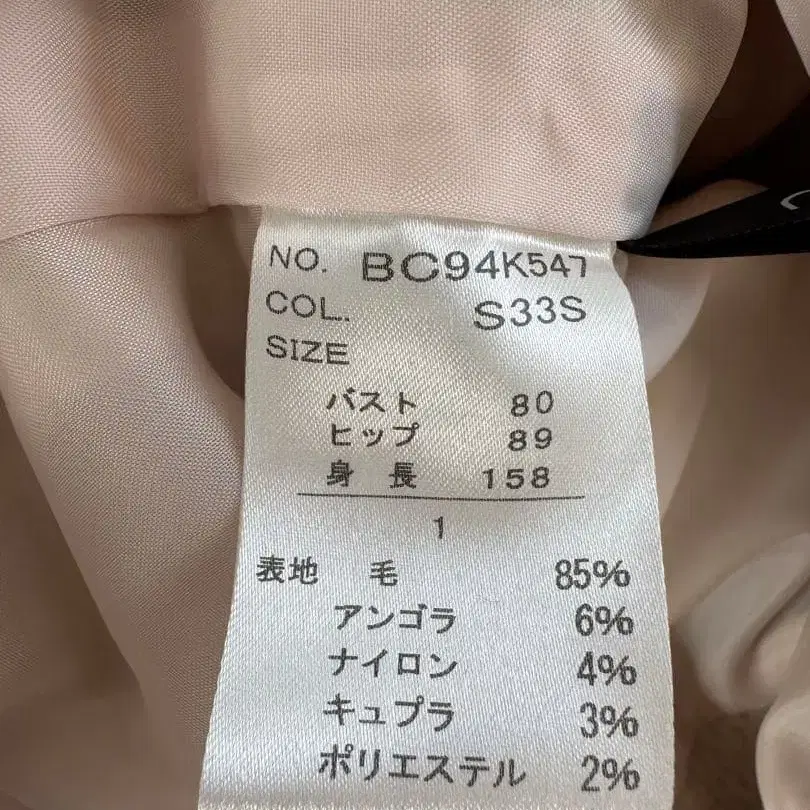 NO. BC94K547
COL. S33S
SIZE
バスト 80
ヒップ 89
身長 158
1
表地 毛 85%
アンゴラ 6%
ナイロン 4%
キュプラ 3%
ポリエステル 2%